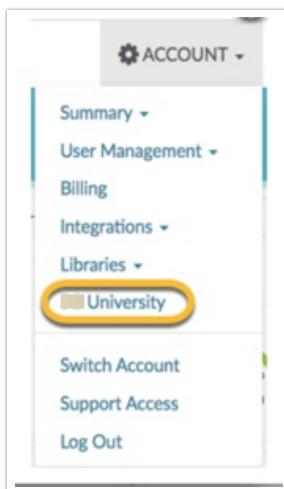 ACCOUNT
Summary
User Management
Billing
Integrations
Libraries
University
Switch Account
Support Access
Log Out